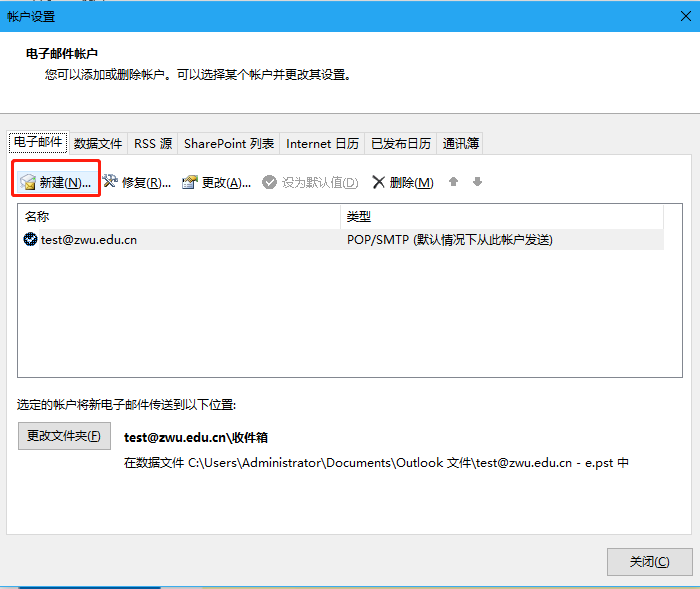 帐户设置
电子邮件帐户
您可以添加或删除帐户。可以选择某个帐户并更改其设置。
电子邮件 数据文件 RSS 源 SharePoint 列表 Internet 日历 已发布日历 通讯簿
新建(N)... 修复(R)... 更改(A)... 设为默认值(D) 删除(M)
名称 类型
test@zwu.edu.cn POP/SMTP (默认情况下从此帐户发送)
选定的帐户将新电子邮件传送到以下位置:
更改文件夹(F) test@zwu.edu.cn\收件箱
在数据文件 C:\Users\Administrator\Documents\Outlook 文件\test@zwu.edu.cn - e.pst 中
关闭(C)